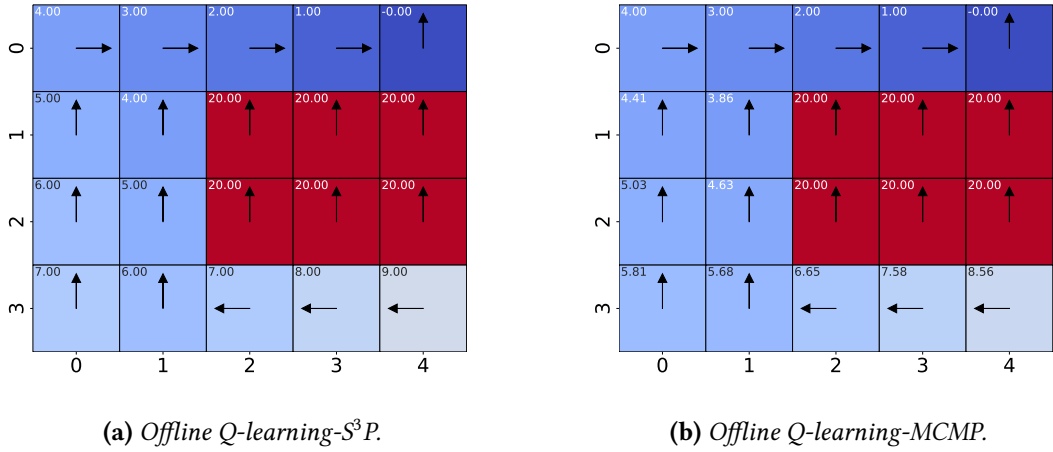 4.00 3.00 2.00 1.00 -0.00
0
5.00 4.00 20.00 20.00 20.00
1
6.00 5.00 20.00 20.00 20.00
2
7.00 6.00 7.00 8.00 9.00
3
0 1 2 3 4
(a) Offline Q-learning-S³P.
4.00 3.00 2.00 1.00 -0.00
0
4.41 3.86 20.00 20.00 20.00
1
5.03 4.63 20.00 20.00 20.00
2
5.81 5.68 6.65 7.58 8.56
3
0 1 2 3 4
(b) Offline Q-learning-MCMP.